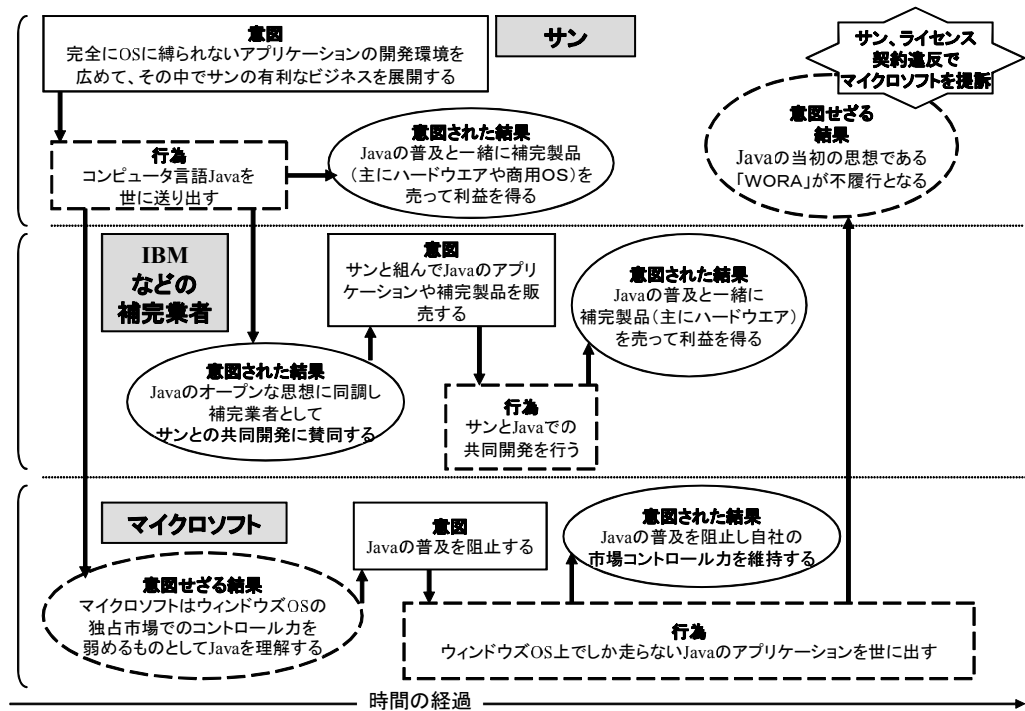 意図
完全にOSに縛られないアプリケーションの開発環境を
広めて、その中でサンの有利なビジネスを展開する
サン
サン、ライセンス
契約違反で
マイクロソフトを提訴
行為
コンピュータ言語Javaを
世に送り出す
意図された結果
Javaの普及と一緒に補完製品
（主にハードウエアや商用OS）を
売って利益を得る
意図せざる
結果
Javaの当初の思想である
「WORA」が不履行となる
IBM
などの
補完業者
意図
サンと組んでJavaのアプリ
ケーションや補完製品を販
売する
意図された結果
Javaの普及と一緒に
補完製品（主にハードウエア）
を売って利益を得る
意図された結果
Javaのオープンな思想に同調し
補完業者として
サンとの共同開発に賛同する
行為
サンとJavaでの
共同開発を行う
マイクロソフト
意図
Javaの普及を阻止する
意図された結果
Javaの普及を阻止し自社の
市場コントロール力を維持する
意図せざる結果
マイクロソフトはウィンドウズOSの
独占市場でのコントロール力を
弱めるものとしてJavaを理解する
行為
ウィンドウズOS上でしか走らないJavaのアプリケーションを世に出す
時間の経過